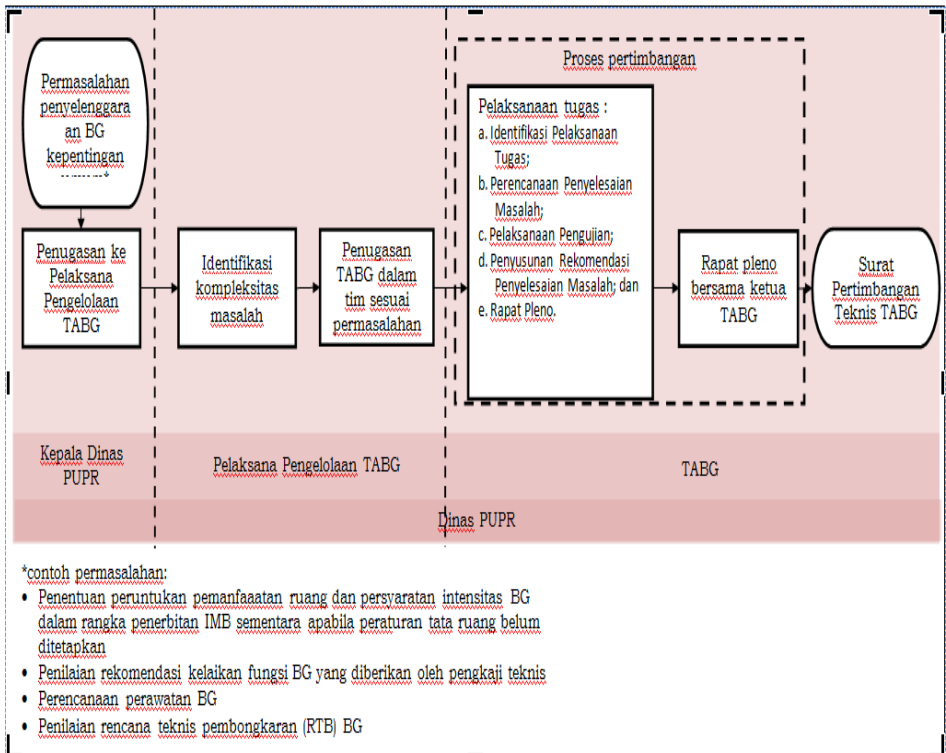 Permasalahan
penyelenggara
an BG
kepentingan
Penugasan ke
Pelaksana
Pengelolaan
TABG
Identifikasi
kompleksitas
masalah
Penugasan
TABG dalam
tim sesuai
permasalahan
Proses pertimbangan
Pelaksanaan tugas :
a. Identifikasi Pelaksanaan
Tugas;
b. Perencanaan Penyelesaian
Masalah;
c. Pelaksanaan Pengujian;
d. Penyusunan Rekomendasi
Penyelesaian Masalah; dan
e. Rapat Pleno.
Rapat pleno
bersama ketua
TABG
Surat
Pertimbangan
Teknis TABG
Kepala Dinas
PUPR
Pelaksana Pengelolaan TABG
TABG
Dinas PUPR
*contoh permasalahan:
• Penentuan peruntukan pemanfaaatan ruang dan persyaratan intensitas BG
dalam rangka penerbitan IMB sementara apabila peraturan tata ruang belum
ditetapkan
• Penilaian rekomendasi kelaikan fungsi BG yang diberikan oleh pengkaji teknis
• Perencanaan perawatan BG
• Penilaian rencana teknis pembongkaran (RTB) BG